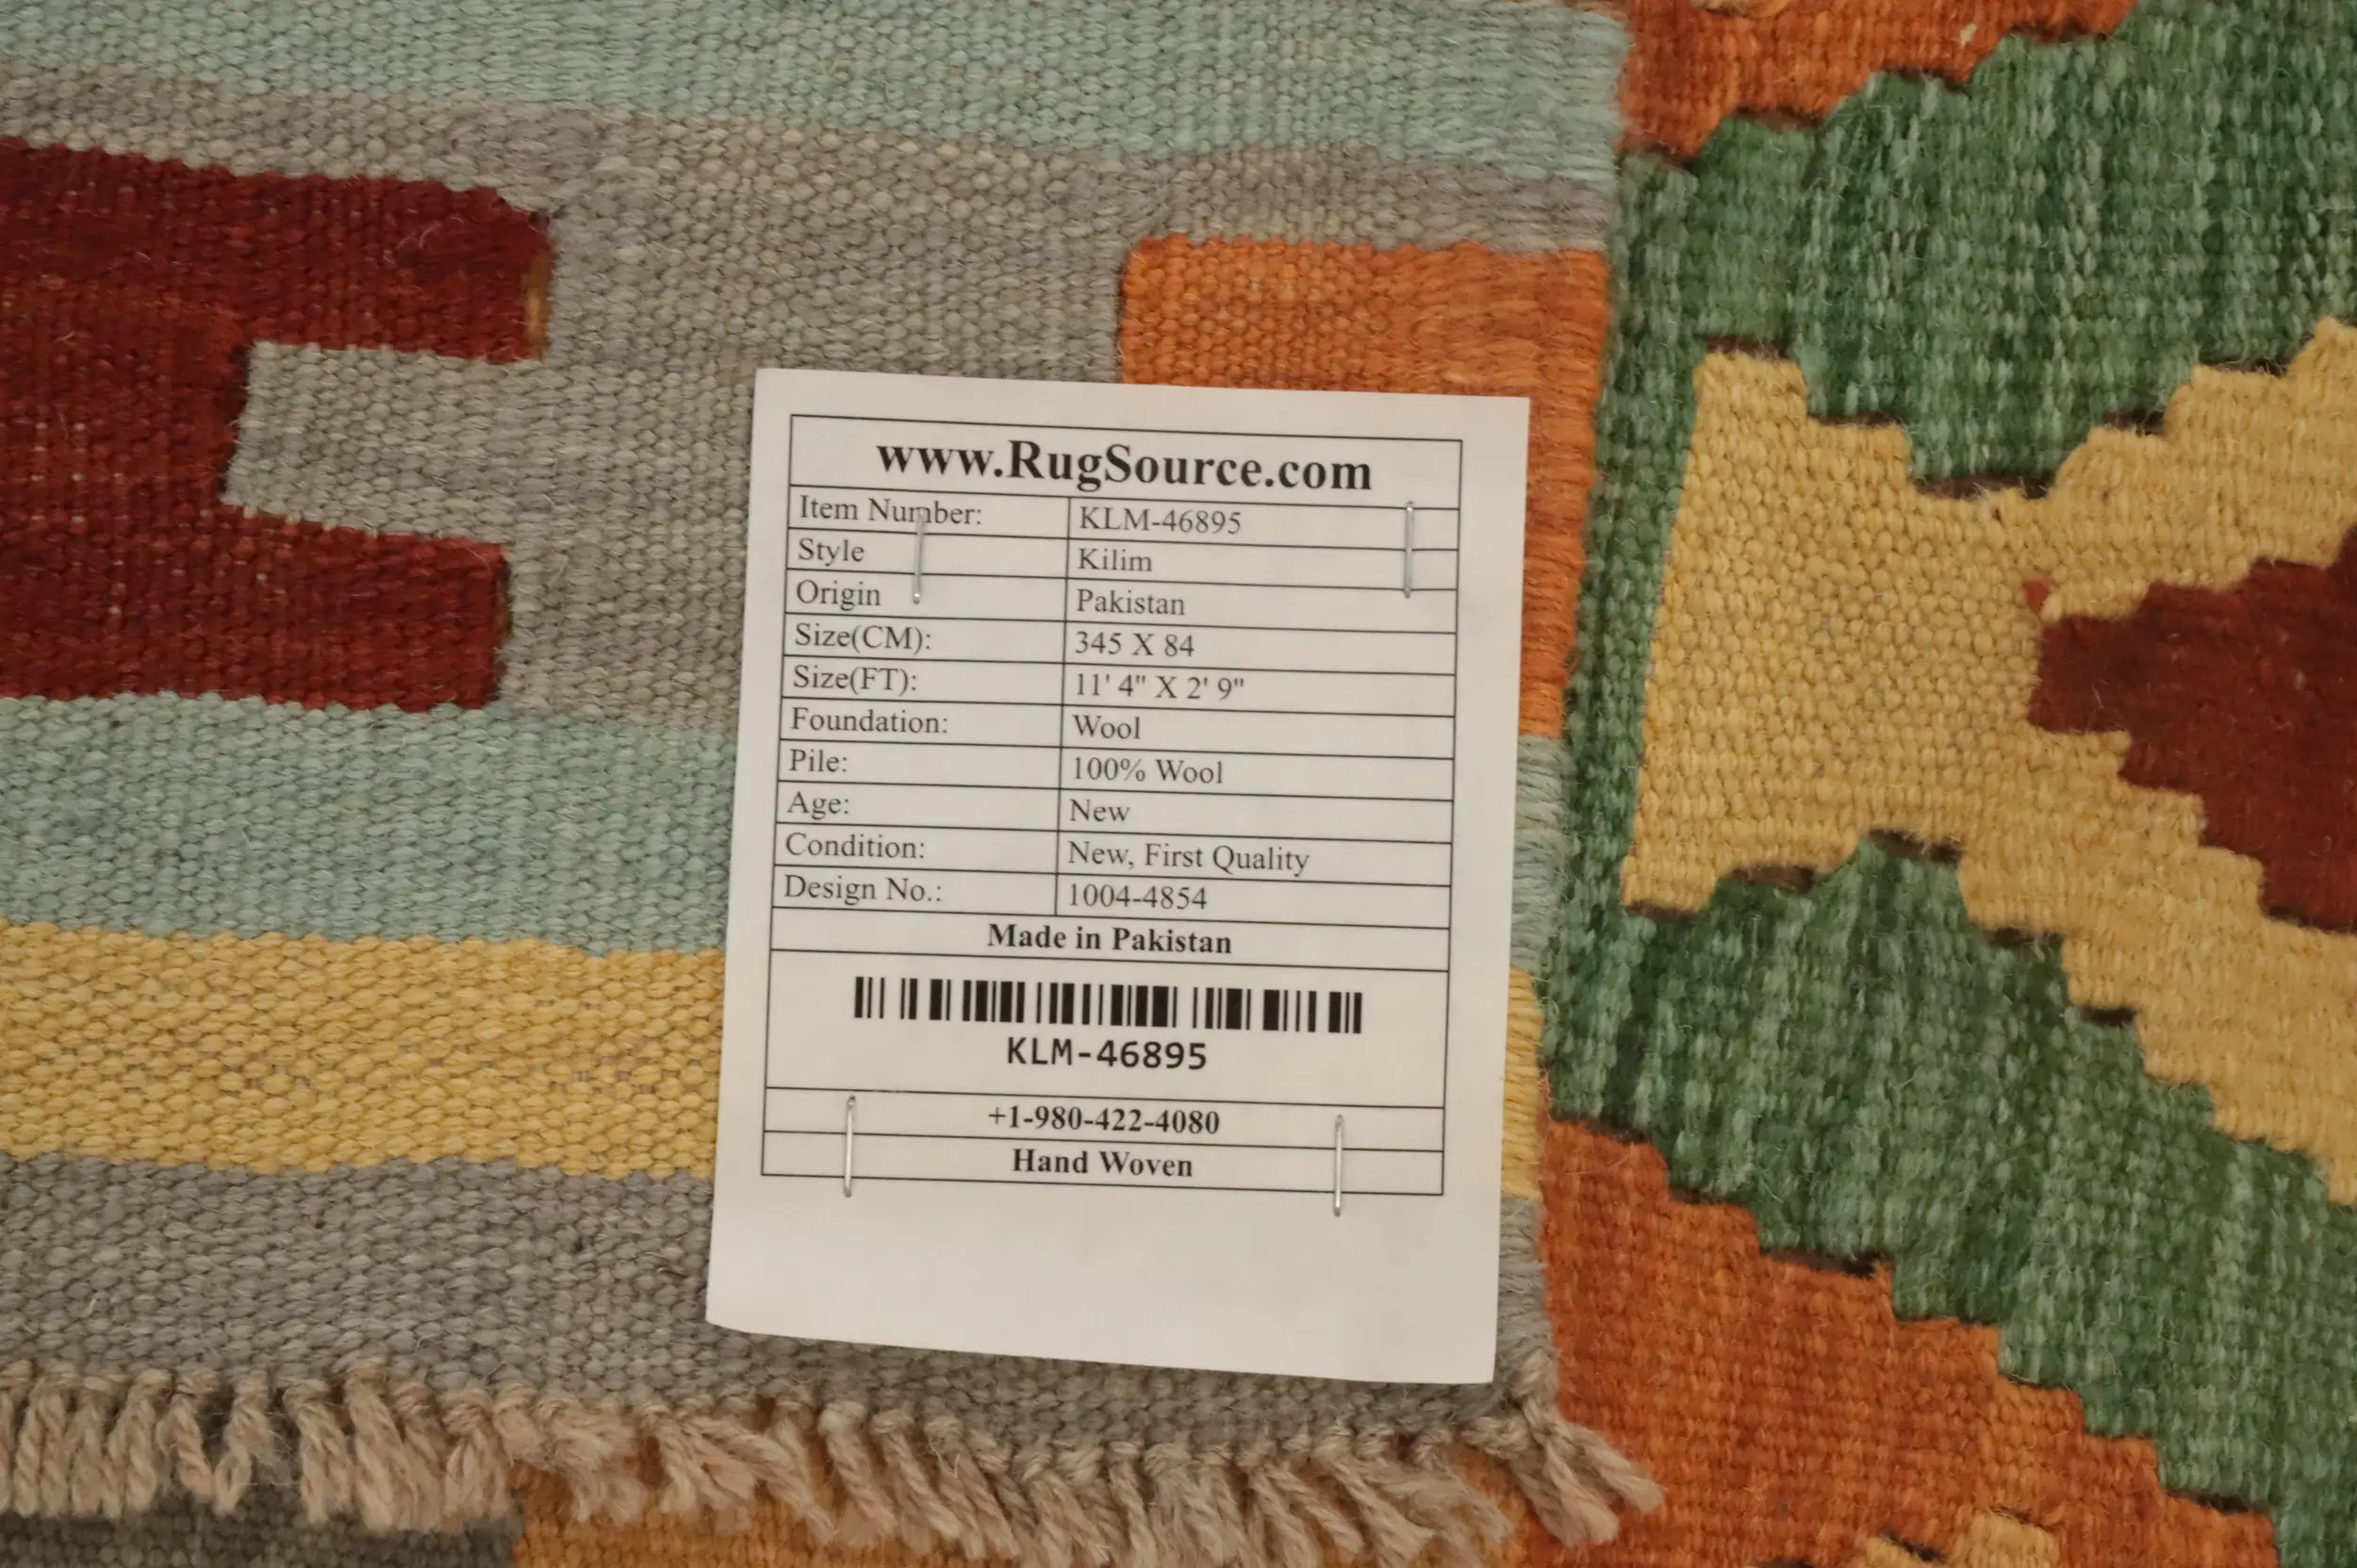 www.RugSource.com
Item Number: KLM-46895
Style Kilim
Origin Pakistan
Size(CM): 345 X 84
Size(FT): 11' 4" X 2' 9"
Foundation: Wool
Pile: 100% Wool
Age: New
Condition: New, First Quality
Design No.: 1004-4854
Made in Pakistan
KLM-46895
+1-980-422-4080
Hand Woven